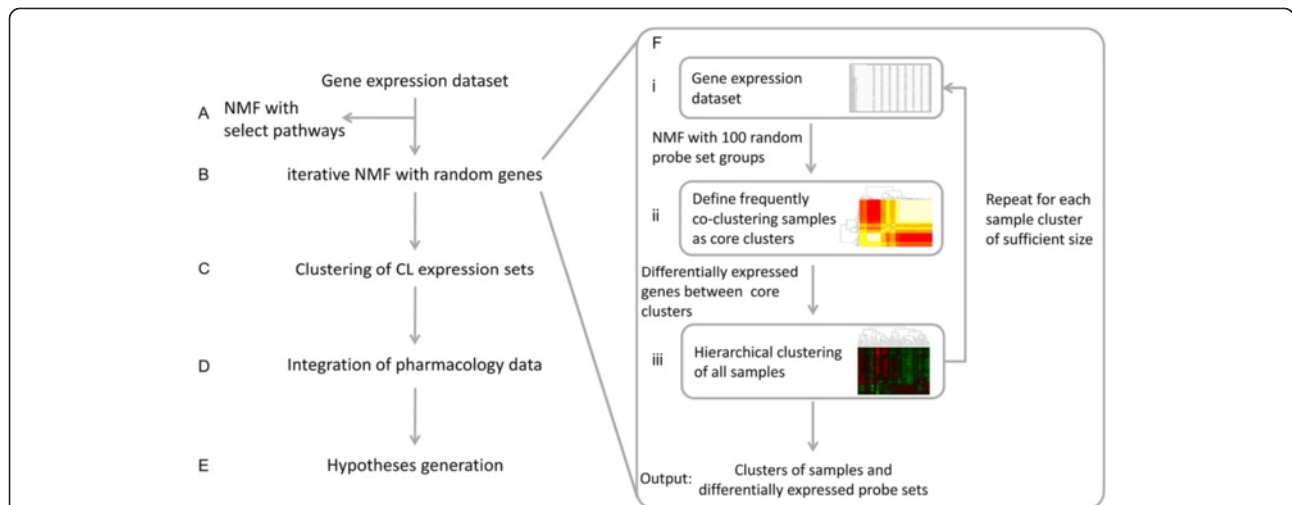 Gene expression dataset
A
NMF with
select pathways
B
iterative NMF with random genes
C
Clustering of CL expression sets
D
Integration of pharmacology data
E
Hypotheses generation
F
i
Gene expression
dataset
NMF with 100 random
probe set groups
ii
Define frequently
co-clustering samples
as core clusters
Differentially expressed
genes between core
clusters
iii
Hierarchical clustering
of all samples
Repeat for each
sample cluster
of sufficient size
Output:
Clusters of samples and
differentially expressed probe sets